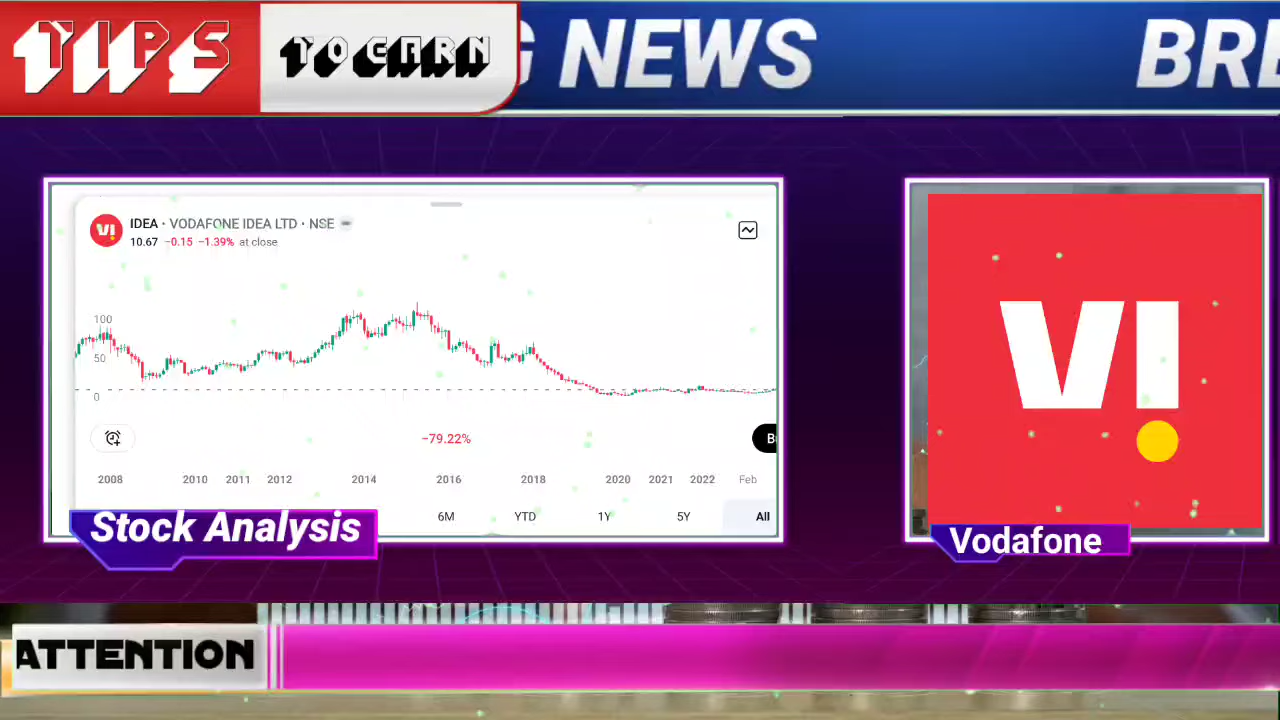 TIPS
TO EARN
G NEWS
BRE
IDEA · VODAFONE IDEA LTD · NSE
10.67 −0.15 −1.39% at close
100
50
0
−79.22%
2008 2010 2011 2012 2014 2016 2018 2020 2021 2022 Feb
6M YTD 1Y 5Y All
Stock Analysis
VI
Vodafone
ATTENTION